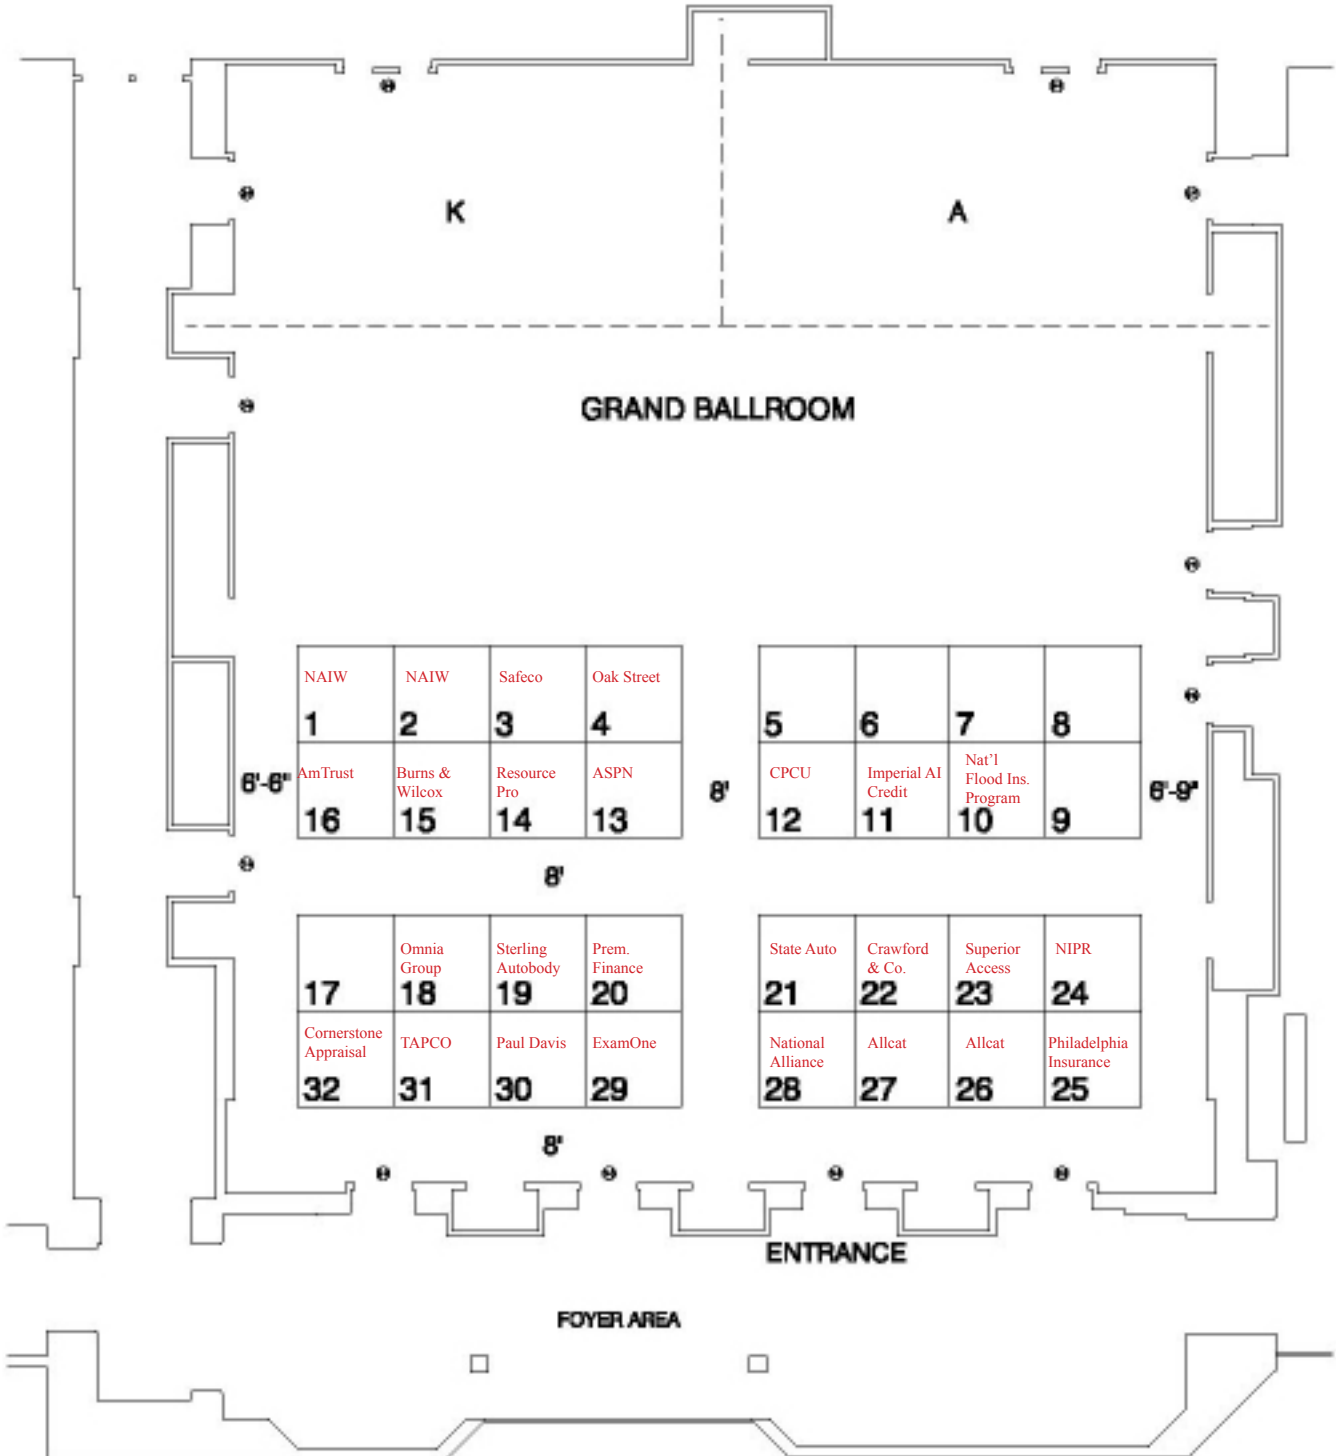 K
A
GRAND BALLROOM
NAIW
NAIW
Safeco
Oak Street
1
2
3
4
5
6
7
8
6'-6"
AmTrust
Burns &
Wilcox
Resource
Pro
ASPN
8'
CPCU
Imperial AI
Credit
Nat'l
Flood Ins.
Program
6'-9"
16
15
14
13
12
11
10
9
8'
Omnia
Group
Sterling
Autobody
Prem.
Finance
State Auto
Crawford
& Co.
Superior
Access
NIPR
17
18
19
20
21
22
23
24
Cornerstone
Appraisal
TAPCO
Paul Davis
ExamOne
National
Alliance
Allcat
Allcat
Philadelphia
Insurance
32
31
30
29
28
27
26
25
8'
ENTRANCE
FOYER AREA